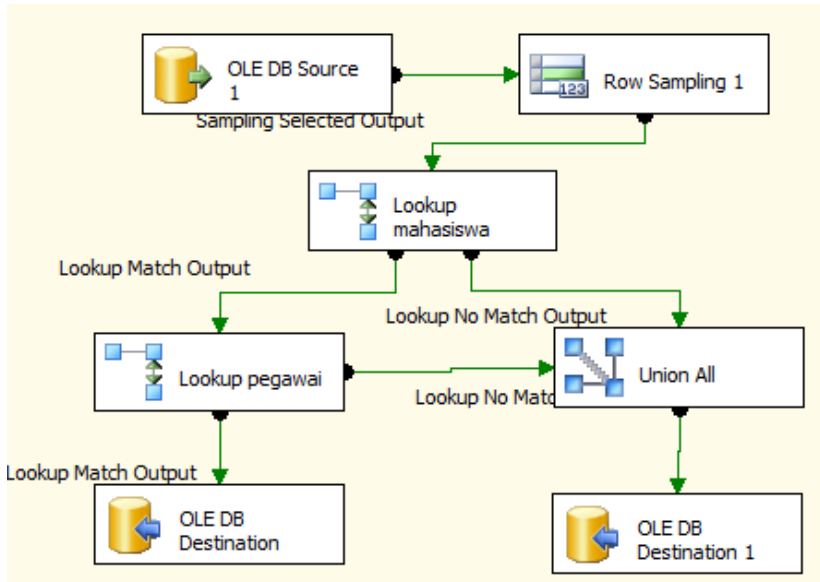 OLE DB Source
1
Row Sampling 1
Sampling Selected Output
Lookup
mahasiswa
Lookup Match Output
Lookup No Match Output
Lookup pegawai
Union All
Lookup No Matc
Lookup Match Output
OLE DB
Destination
OLE DB
Destination 1